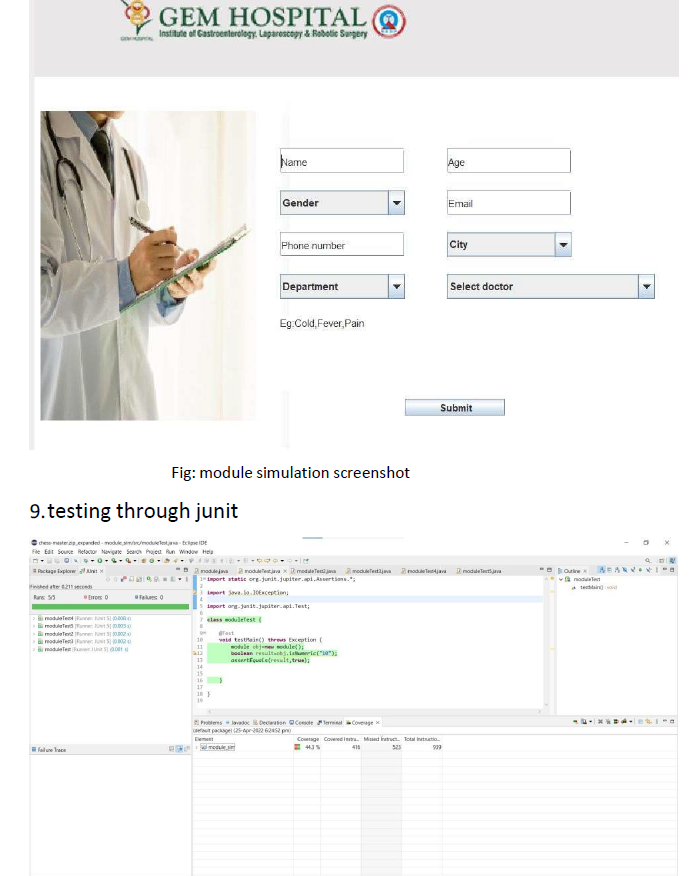 GEM HOSPITAL
Institute of Gastroenterology, Laparoscopy & Robotic Surgery
Name
Age
Gender
Email
Phone number
City
Department
Select doctor
Eg:Cold,Fever,Pain
Submit
Fig: module simulation screenshot
9.testing through junit
chess-master.zip_expanded - module_sim/src/moduleTest.java - Eclipse IDE
File Edit Source Refactor Navigate Search Project Run Window Help
Package Explorer JUnit
Finished after 0.211 seconds
Runs: 5/5 Errors: 0 Failures: 0
moduleTest4 [Runner: JUnit 5] (0.000 s)
moduleTest5 [Runner: JUnit 5] (0.003 s)
moduleTest2 [Runner: JUnit 5] (0.002 s)
moduleTest3 [Runner: JUnit 5] (0.002 s)
moduleTest [Runner: JUnit 5] (0.001 s)
Failure Trace
module.java moduleTest.java moduleTest2.java moduleTest3.java moduleTest4.java moduleTest5.java
1 import static org.junit.jupiter.api.Assertions.*;
2
3 import java.io.IOException;
4
5 import org.junit.jupiter.api.Test;
6
7 class moduleTest {
8
9 @Test
10 void testMain() throws Exception {
11 module obj=new module();
12 boolean result=obj.isNumeric("10");
13 assertEquals(result,true);
14
15
16 }
17
18 }
19
Outline
moduleTest
testMain() : void
Problems Javadoc Declaration Console Terminal Coverage
(default package) (25-Apr-2022 6:24:52 pm)
Element Coverage Covered Instru... Missed Instruct... Total Instructio...
module_sim 44.3 % 416 523 939